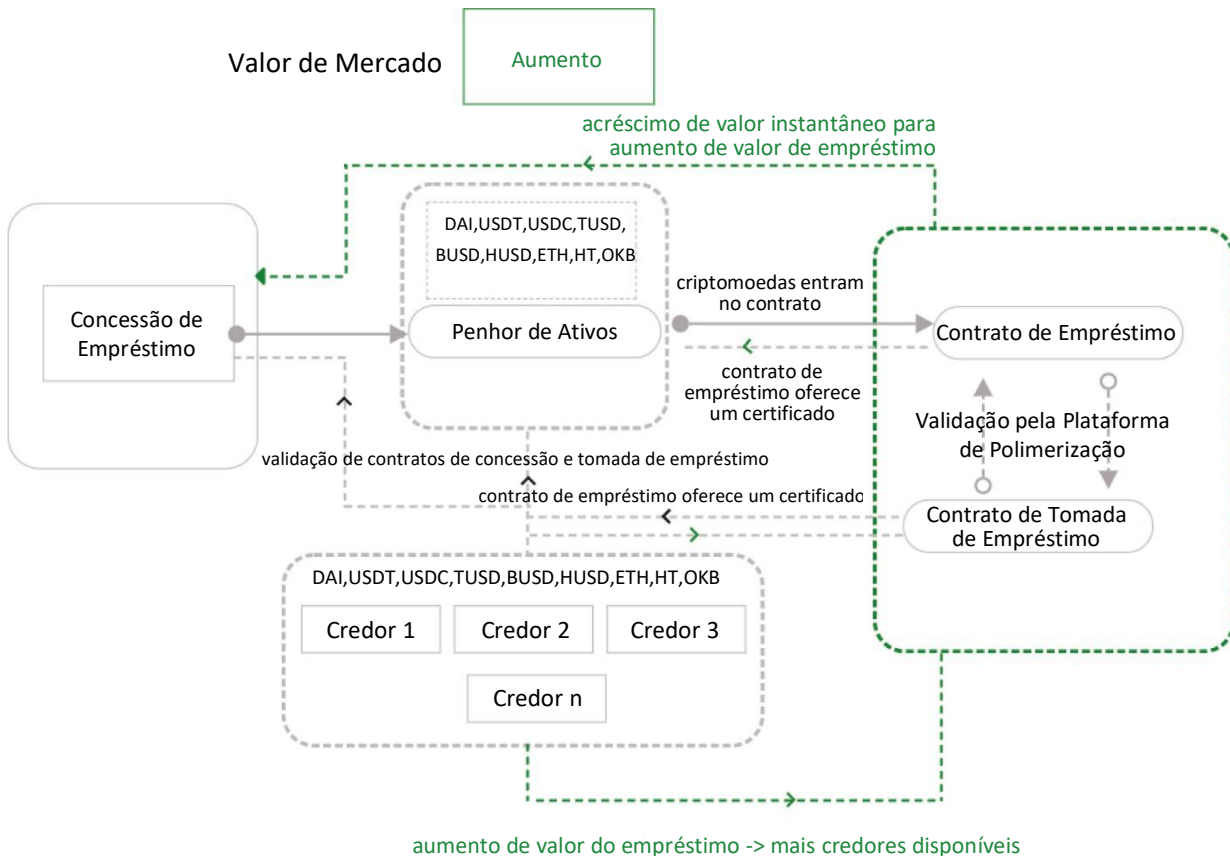 Valor de Mercado
Aumento
acréscimo de valor instantâneo para
aumento de valor de empréstimo
DAI,USDT,USDC,TUSD,
BUSD,HUSD,ETH,HT,OKB
criptomoedas entram
no contrato
Concessão de
Empréstimo
Penhor de Ativos
Contrato de Empréstimo
contrato de
empréstimo oferece
um certificado
Validação pela Plataforma
de Polimerização
validação de contratos de concessão e tomada de empréstimo
contrato de empréstimo oferece um certificado
Contrato de Tomada
de Empréstimo
DAI,USDT,USDC,TUSD,BUSD,HUSD,ETH,HT,OKB
Credor 1
Credor 2
Credor 3
Credor n
aumento de valor do empréstimo -> mais credores disponíveis